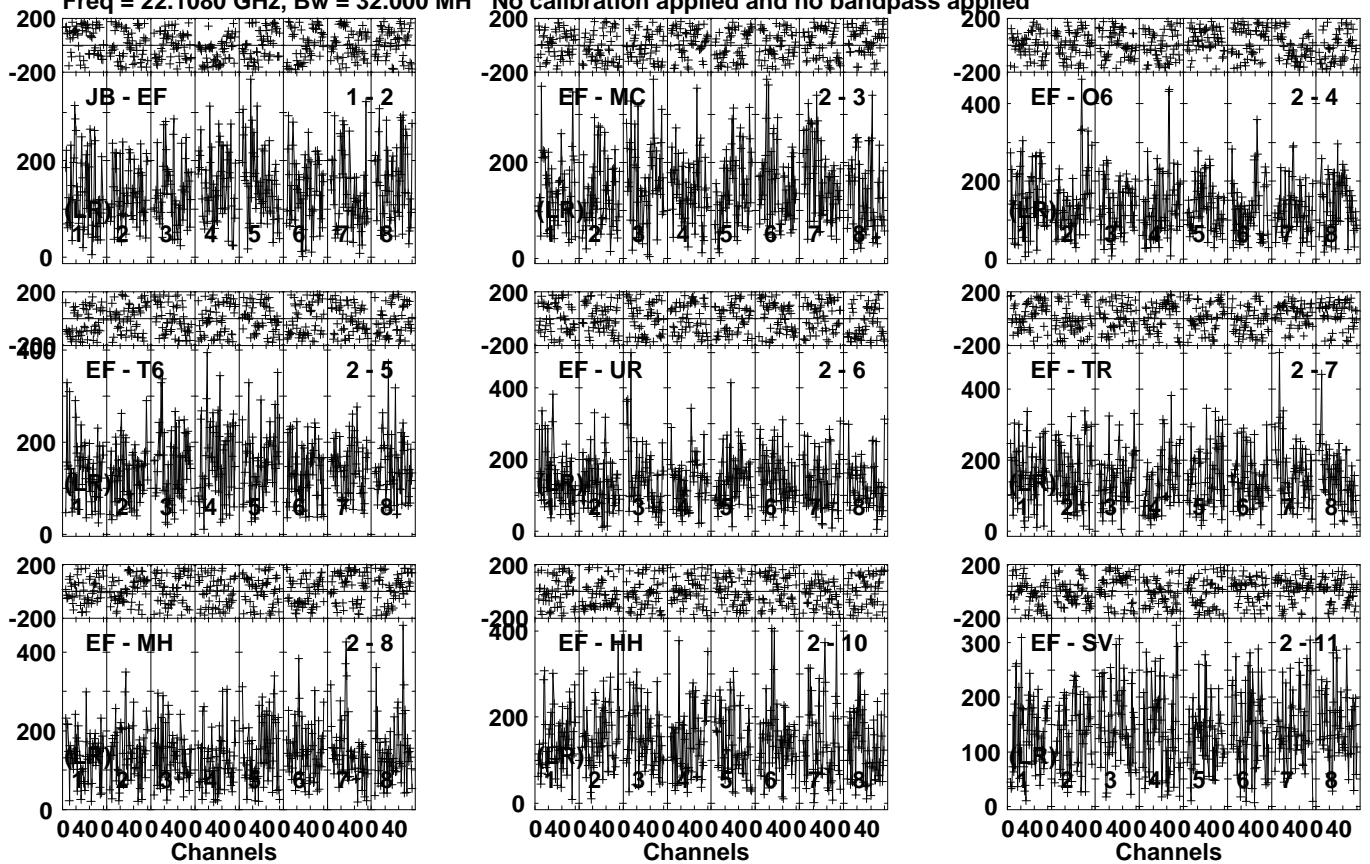 Freq = 22.1080 GHz, Bw = 32.000 MH No calibration applied and no bandpass applied
200
-200
JB - EF 1 - 2
200
(LR)
1 2 3 4 5 6 7 8
0
200
-200
EF - MC 2 - 3
200
(LR)
1 2 3 4 5 6 7 8
0
200
-200
400
EF - O6 2 - 4
200
(LR)
1 2 3 4 5 6 7 8
0
200
-200
400
EF - T6 2 - 5
200
(LR)
1 2 3 4 5 6 7 8
0
200
-200
EF - UR 2 - 6
400
200
(LR)
1 2 3 4 5 6 7 8
0
200
-200
EF - TR 2 - 7
400
200
(LR)
1 2 3 4 5 6 7 8
0
200
-200
EF - MH 2 - 8
400
200
(LR)
1 2 3 4 5 6 7 8
0
0 40 0 40 0 40 0 40 0 40 0 40 0 40 40
Channels
200
-200
400
EF - HH 2 - 10
200
(LR)
1 2 3 4 5 6 7 8
0
0 40 0 40 0 40 0 40 0 40 0 40 0 40 40
Channels
200
-200
300
EF - SV 2 - 11
200
100
(LR)
1 2 3 4 5 6 7 8
0
0 40 0 40 0 40 0 40 0 40 0 40 0 40 40
Channels